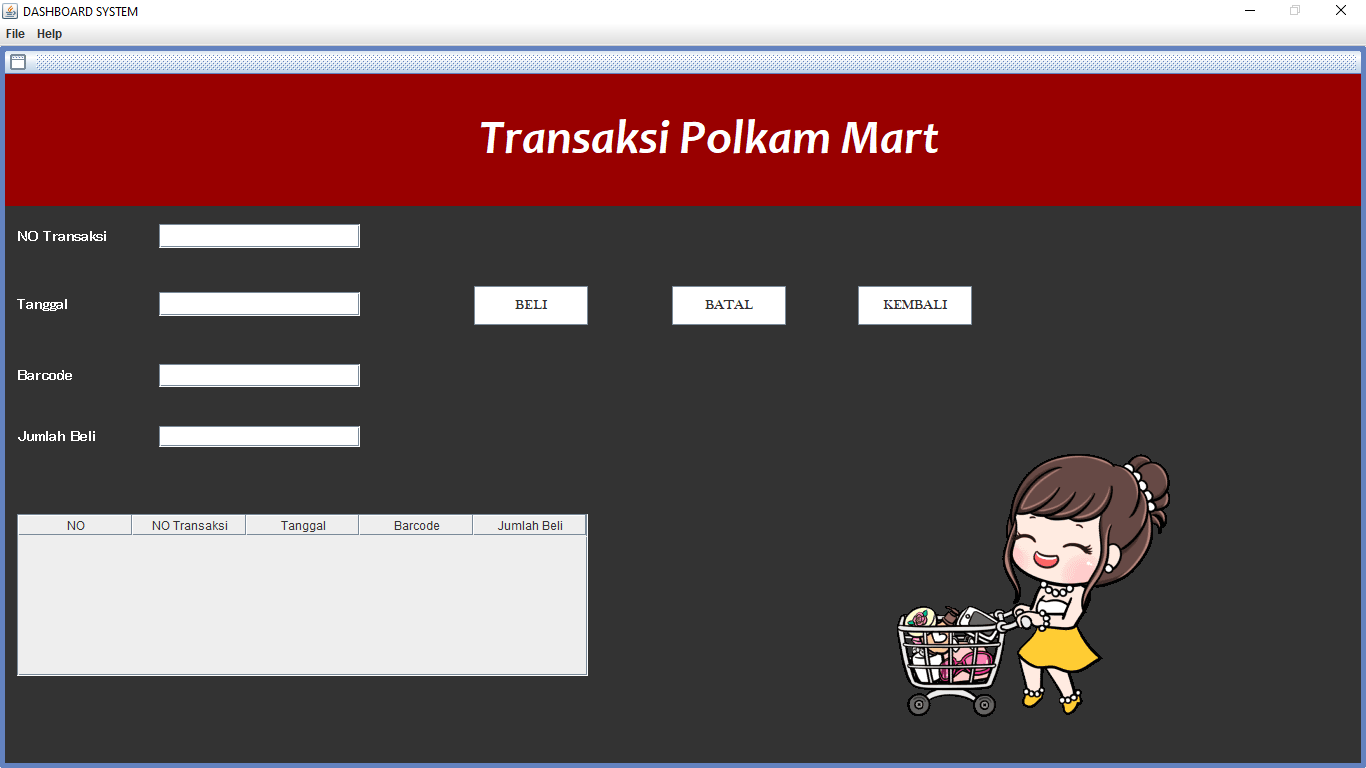 DASHBOARD SYSTEM
File Help
Transaksi Polkam Mart
NO Transaksi
Tanggal
BELI BATAL KEMBALI
Barcode
Jumlah Beli
NO NO Transaksi Tanggal Barcode Jumlah Beli